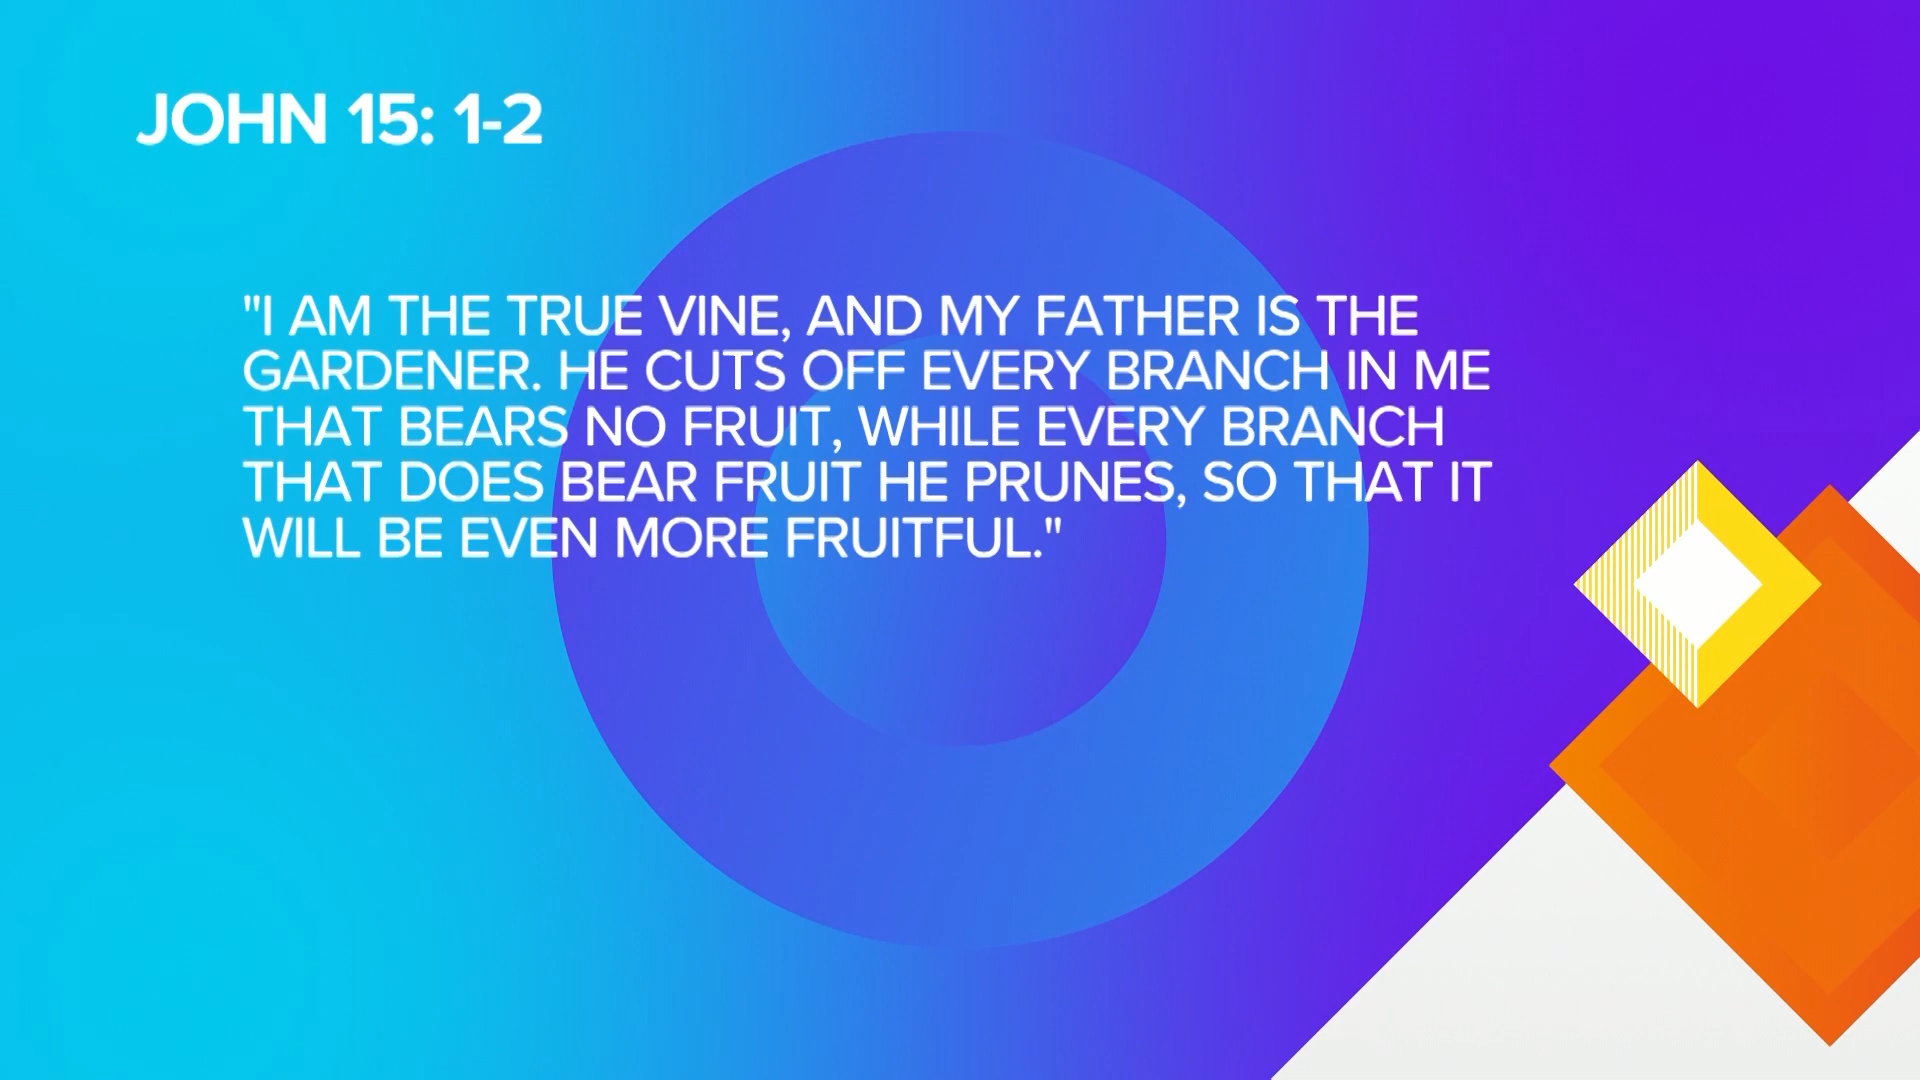 JOHN 15: 1-2
"I AM THE TRUE VINE, AND MY FATHER IS THE
GARDENER. HE CUTS OFF EVERY BRANCH IN ME
THAT BEARS NO FRUIT, WHILE EVERY BRANCH
THAT DOES BEAR FRUIT HE PRUNES, SO THAT IT
WILL BE EVEN MORE FRUITFUL."